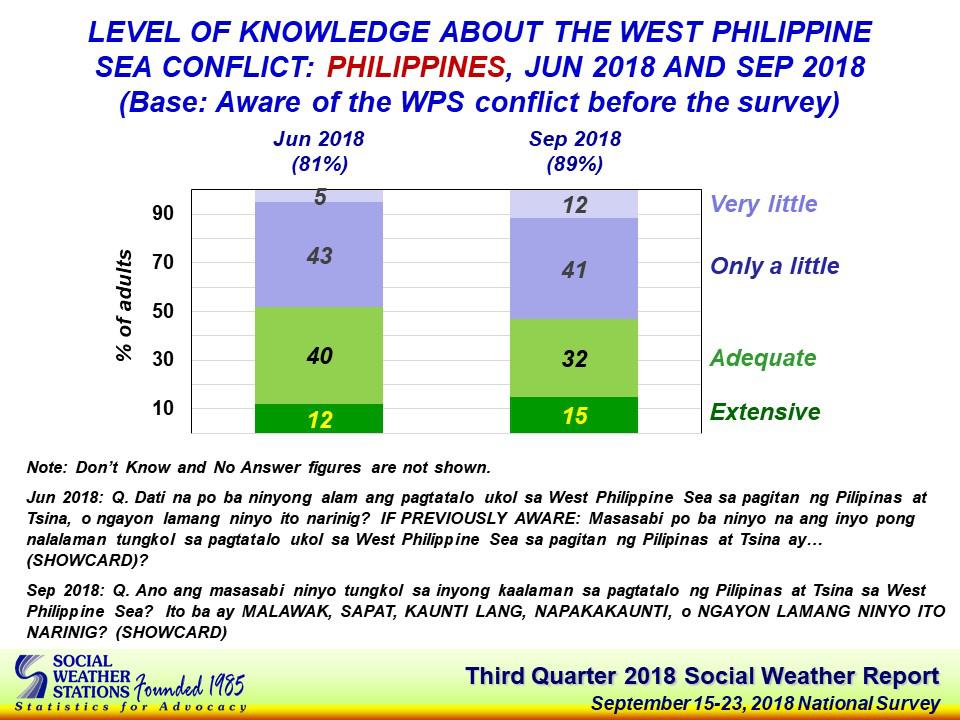 LEVEL OF KNOWLEDGE ABOUT THE WEST PHILIPPINE
SEA CONFLICT: PHILIPPINES, JUN 2018 AND SEP 2018
(Base: Aware of the WPS conflict before the survey)
Jun 2018
(81%)
Sep 2018
(89%)
% of adults
90
70
50
30
10
5
43
40
12
12
41
32
15
Very little
Only a little
Adequate
Extensive
Note: Don’t Know and No Answer figures are not shown.
Jun 2018: Q. Dati na po ba ninyong alam ang pagtatalo ukol sa West Philippine Sea sa pagitan ng Pilipinas at
Tsina, o ngayon lamang ninyo ito narinig? IF PREVIOUSLY AWARE: Masasabi po ba ninyo na ang inyo pong
nalalaman tungkol sa pagtatalo ukol sa West Philippine Sea sa pagitan ng Pilipinas at Tsina ay…
(SHOWCARD)?
Sep 2018: Q. Ano ang masasabi ninyo tungkol sa inyong kaalaman sa pagtatalo ng Pilipinas at Tsina sa West
Philippine Sea? Ito ba ay MALAWAK, SAPAT, KAUNTI LANG, NAPAKAKAUNTI, o NGAYON LAMANG NINYO ITO
NARINIG? (SHOWCARD)
SOCIAL
WEATHER
STATIONS Founded 1985
Statistics for Advocacy
Third Quarter 2018 Social Weather Report
September 15-23, 2018 National Survey